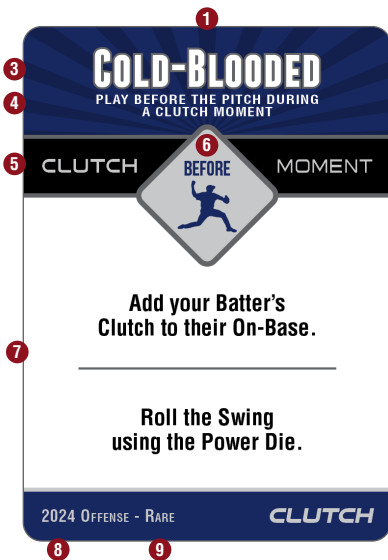 1
3
COLD-BLOODED
4
PLAY BEFORE THE PITCH DURING
A CLUTCH MOMENT
6
5
CLUTCH BEFORE MOMENT
Add your Batter's
Clutch to their On-Base.
7
Roll the Swing
using the Power Die.
2024 OFFENSE - RARE CLUTCH
8 9